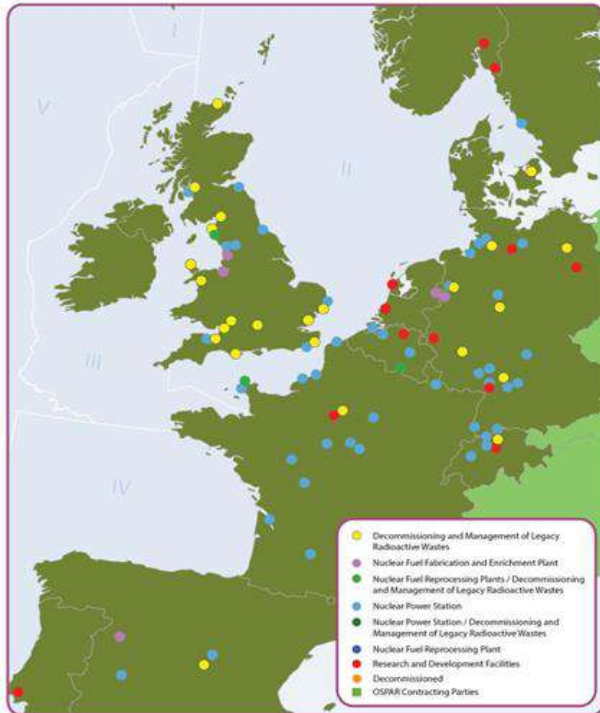 I
V
II
III
IV
Decommissioning and Management of Legacy
Radioactive Wastes
Nuclear Fuel Fabrication and Enrichment Plant
Nuclear Fuel Reprocessing Plants / Decommissioning
and Management of Legacy Radioactive Wastes
Nuclear Power Station
Nuclear Power Station / Decommissioning and
Management of Legacy Radioactive Wastes
Nuclear Fuel Reprocessing Plant
Research and Development Facilities
Decommissioned
OSPAR Contracting Parties